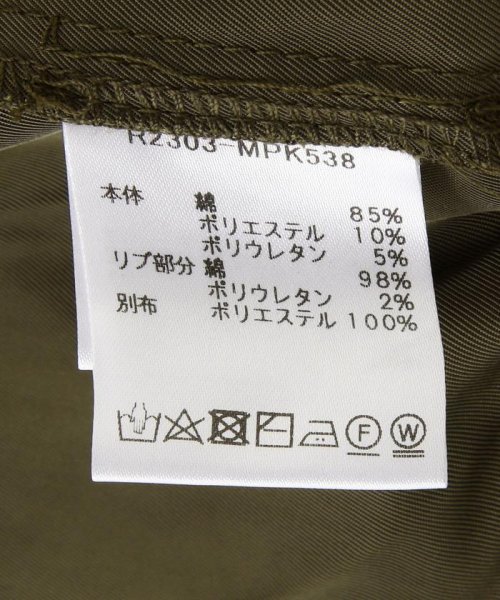 R2303-MPK538
本体 綿 85%
ポリエステル 10%
ポリウレタン 5%
リブ部分 綿 98%
ポリウレタン 2%
別布 ポリエステル 100%
F W